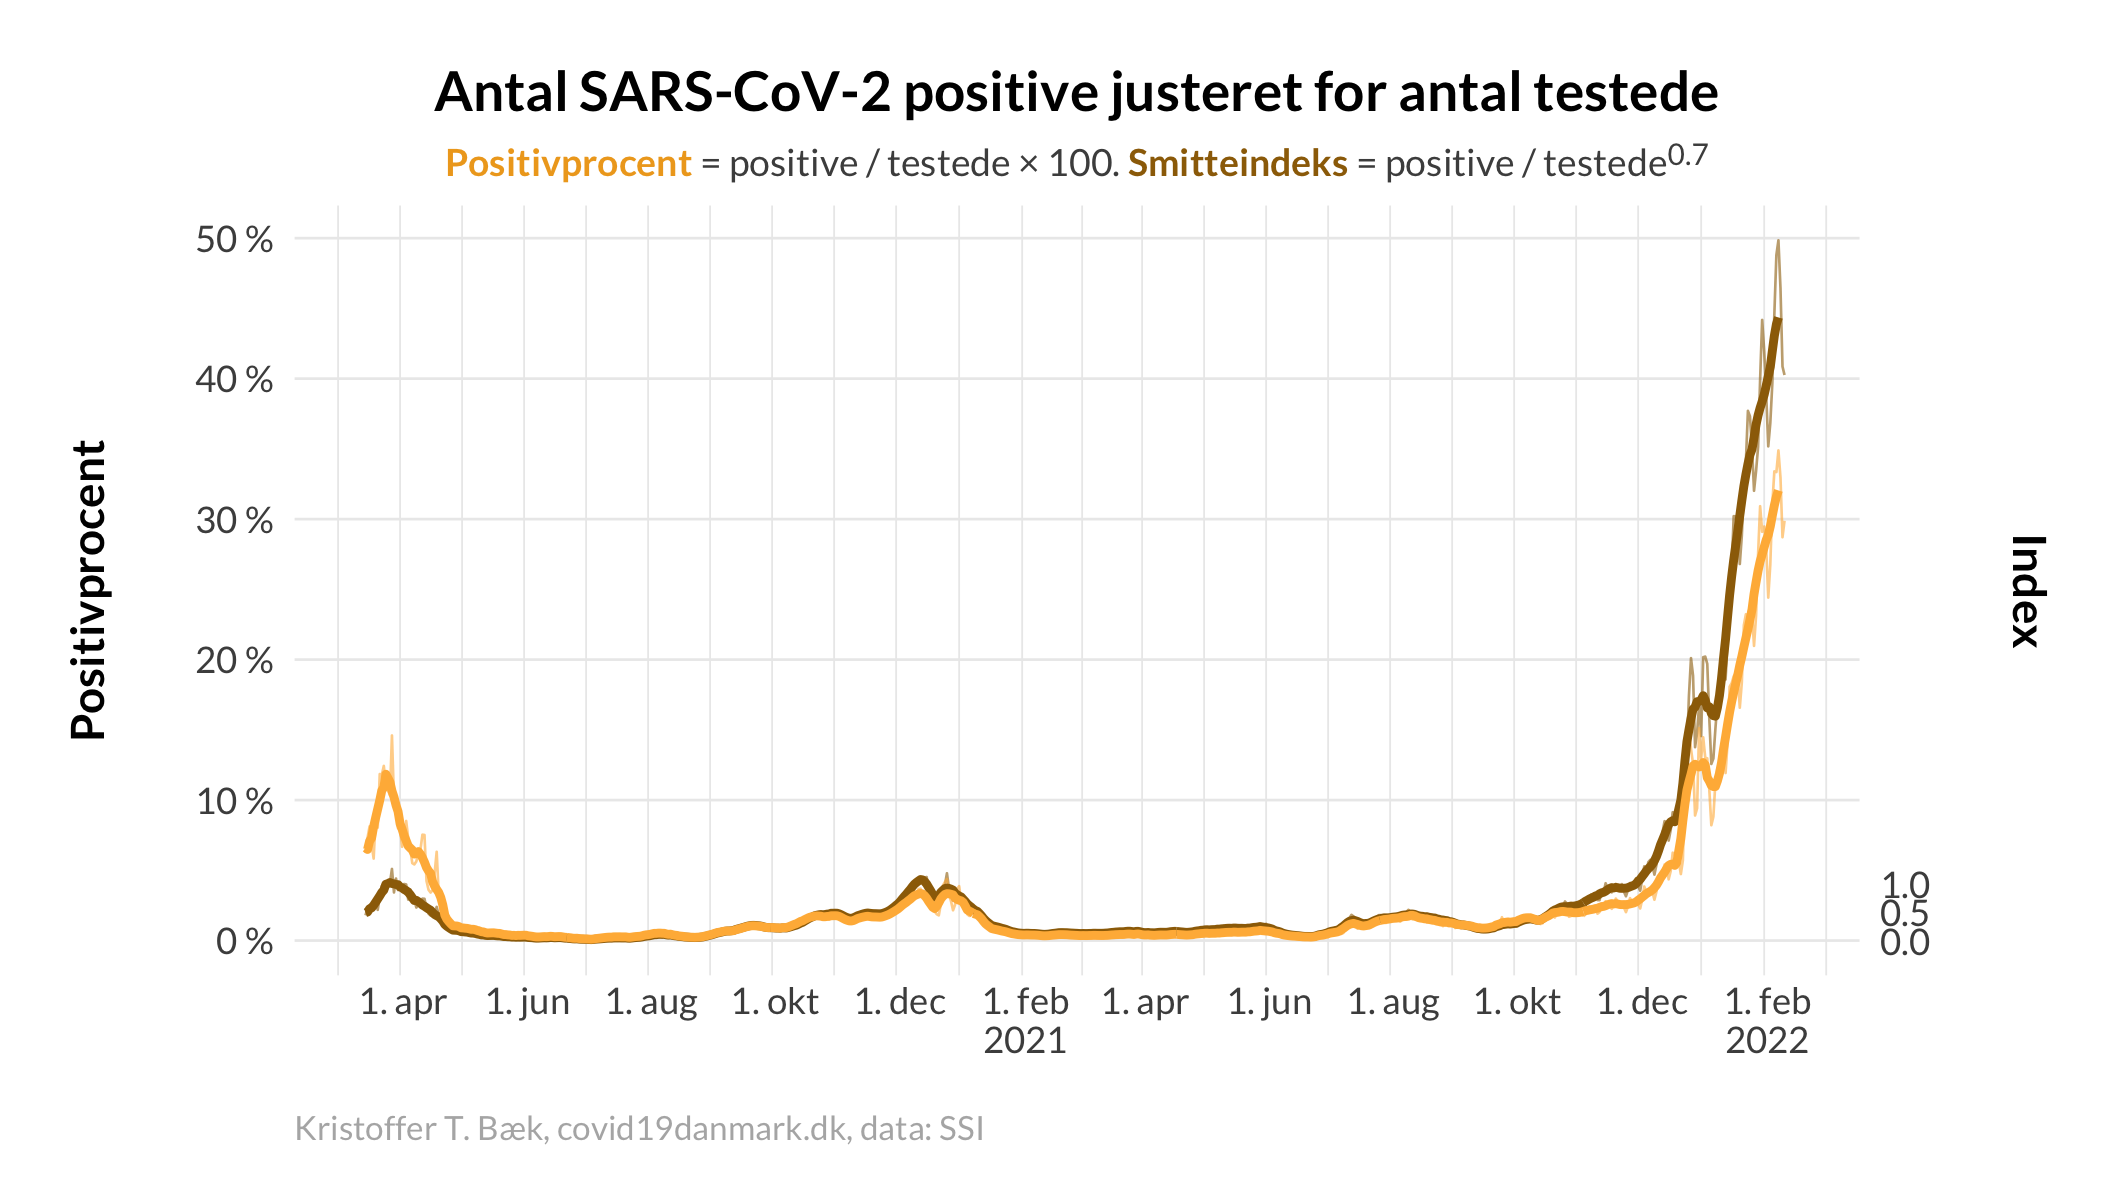 Antal SARS-CoV-2 positive justeret for antal testede
Positivprocent = positive / testede × 100. Smitteindeks = positive / testede^0.7
50 %
40 %
30 %
20 %
10 %
0 %
Positivprocent
Index
1.0
0.5
0.0
1. apr 1. jun 1. aug 1. okt 1. dec 1. feb 1. apr 1. jun 1. aug 1. okt 1. dec 1. feb
2021 2022
Kristoffer T. Bæk, covid19danmark.dk, data: SSI